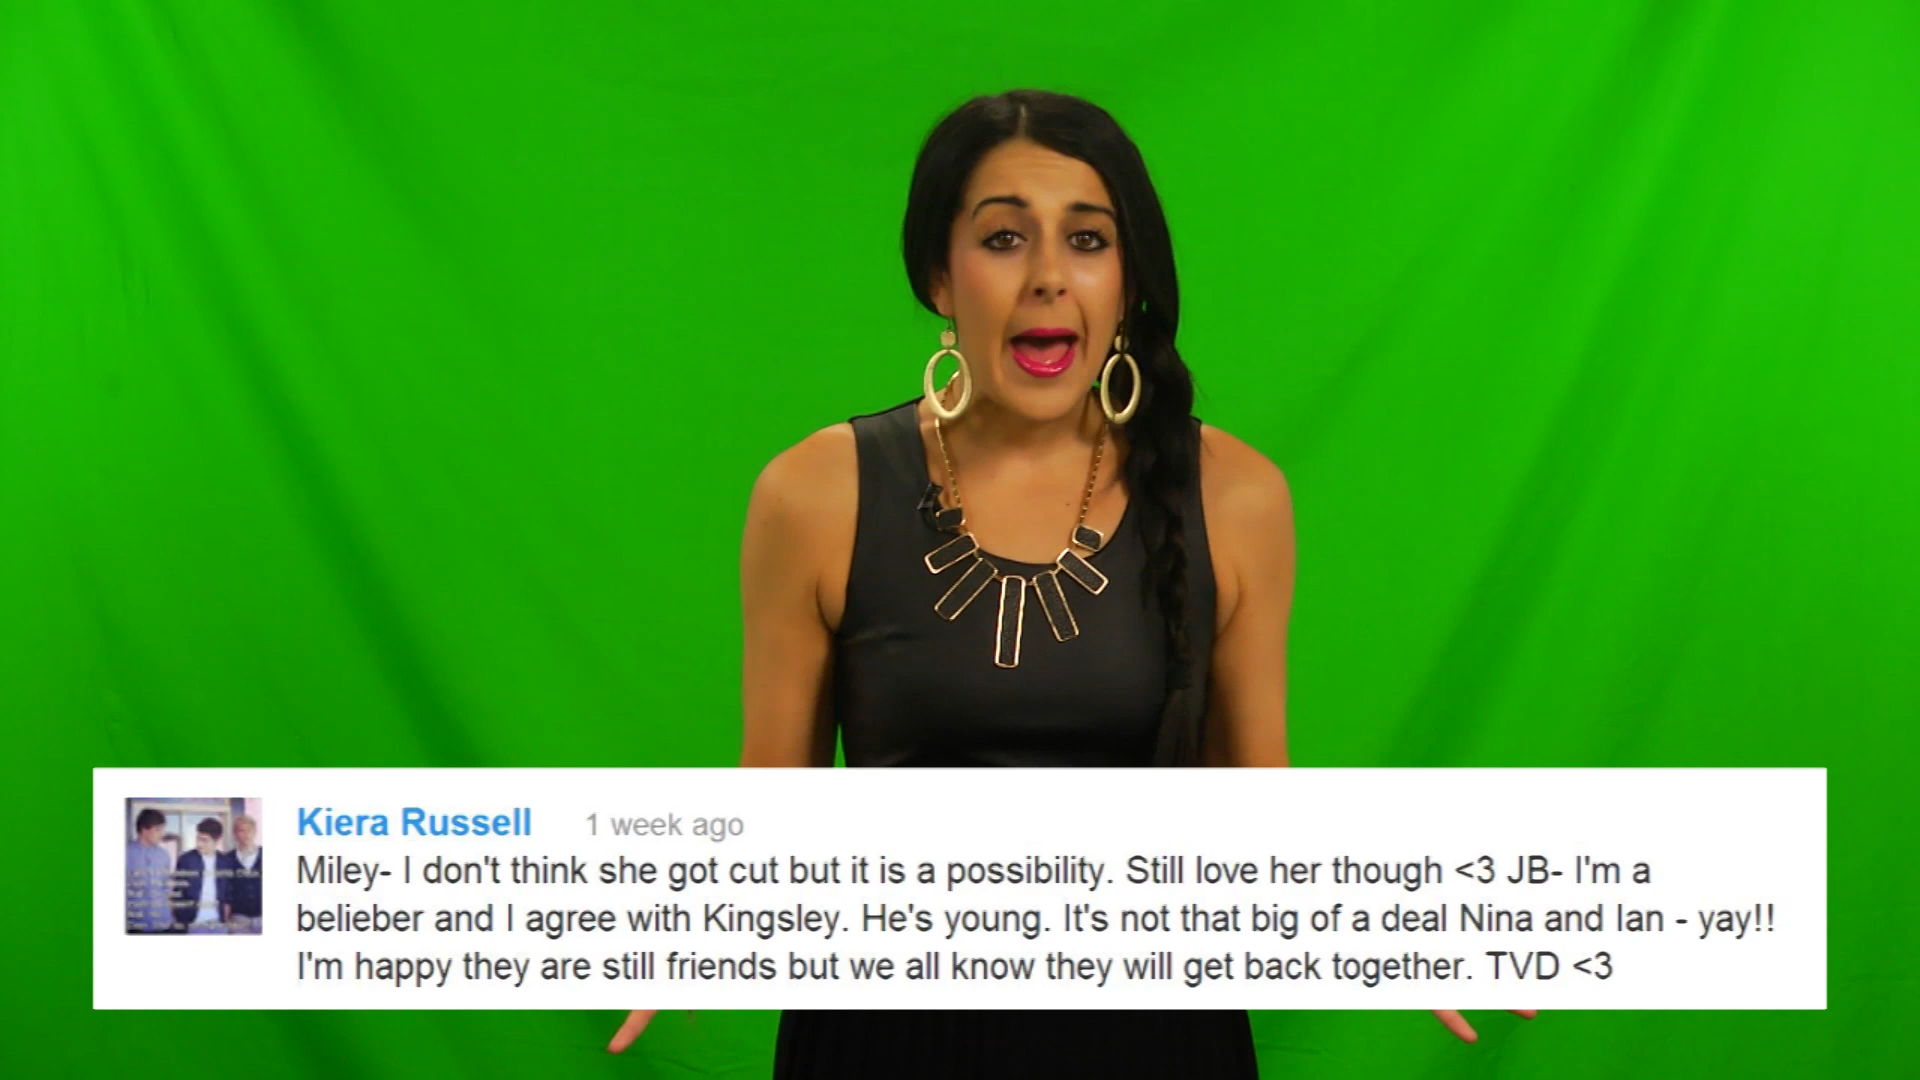 Kiera Russell 1 week ago
Miley- I don't think she got cut but it is a possibility. Still love her though <3 JB- I'm a
belieber and I agree with Kingsley. He's young. It's not that big of a deal Nina and Ian - yay!!
I'm happy they are still friends but we all know they will get back together. TVD <3